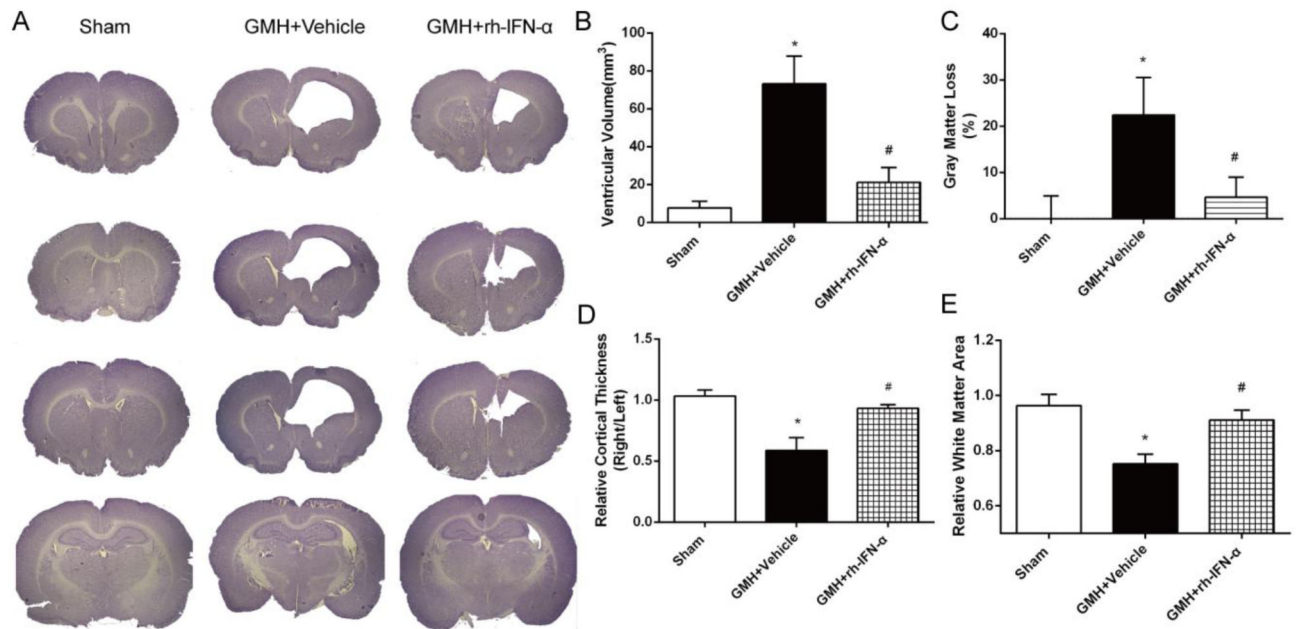 A
Sham
GMH+Vehicle
GMH+rh-IFN-α
B
Ventricular Volume(mm³)
100
80
60
40
20
0
*
#
Sham
GMH+Vehicle
GMH+rh-IFN-α
C
Gray Matter Loss
(%)
40
30
20
10
0
*
#
Sham
GMH+Vehicle
GMH+rh-IFN-α
D
Relative Cortical Thickness
(Right/Left)
1.5
1.0
0.5
0.0
*
#
Sham
GMH+Vehicle
GMH+rh-IFN-α
E
Relative White Matter Area
1.2
1.0
0.8
0.6
*
#
Sham
GMH+Vehicle
GMH+rh-IFN-α